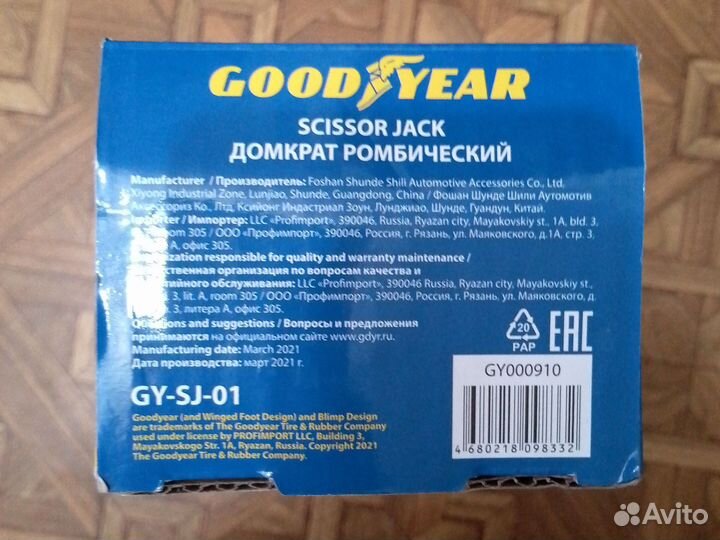 GOOD YEAR
SCISSOR JACK
ДОМКРАТ РОМБИЧЕСКИЙ
Manufacturer / Производитель: Foshan Shunde Shill Automotive Accessories Co., Ltd,
Xiyong Industrial Zone, Lunjiao, Shunde, Guangdong, China / Фошан Шунде Шили Аутомотив
Ко., Лтд, Ксийонг Индастриал Зоун, Лунджао, Шунде, Гуандун, Китай.
Importer / Импортер: LLC «Profimport», 390046, Russia, Ryazan city, Mayakovskiy st., 1A, bld. 3,
room 305 / ООО «Профимпорт», 390046, Россия, г. Рязань, ул. Маяковского, д.1А, стр. 3,
А, офис 305.
responsible for quality and warranty maintenance /
организация по вопросам качества и
обслуживания: LLC «Profimport», 390046 Russia, Ryazan city, Mayakovskiy st.,
3, lit. A, room 305 / ООО «Профимпорт», 390046, Россия, г. Рязань, ул. Маяковского, д.
3, литера А, офис 305.
Questions and suggestions / Вопросы и предложения
принимаются на официальном сайте www.gdyr.ru.
Manufacturing date: March 2021
Дата производства: март 2021 г.
20
PAP
EAC
GY-SJ-01
Goodyear (and Winged Foot Design) and Blimp Design
are trademarks of The Goodyear Tire & Rubber Company
used under license by PROFIMPORT LLC, Building 3,
Mayakovskogo Str. 1A, Ryazan, Russia. Copyright 2021
The Goodyear Tire & Rubber Company.
GY000910
4 680218 098332
Avito